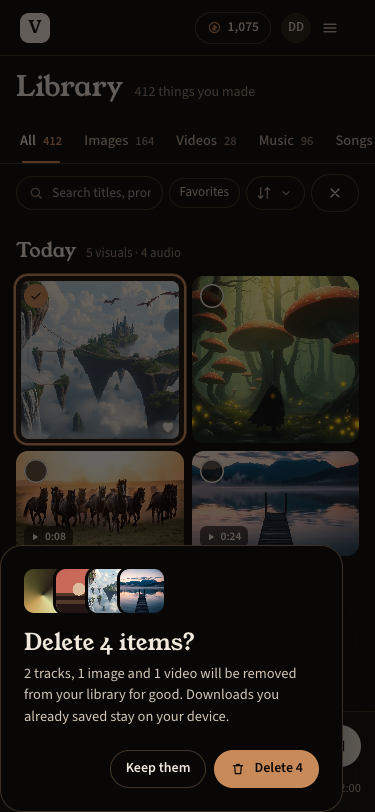 V
1,075
DD
Library
412 things you made
All 412
Images 164
Videos 28
Music 96
Songs
Search titles, pror
Favorites
Today
5 visuals · 4 audio
0:08
0:24
Delete 4 items?
2 tracks, 1 image and 1 video will be removed
from your library for good. Downloads you
already saved stay on your device.
Keep them
Delete 4
2:00